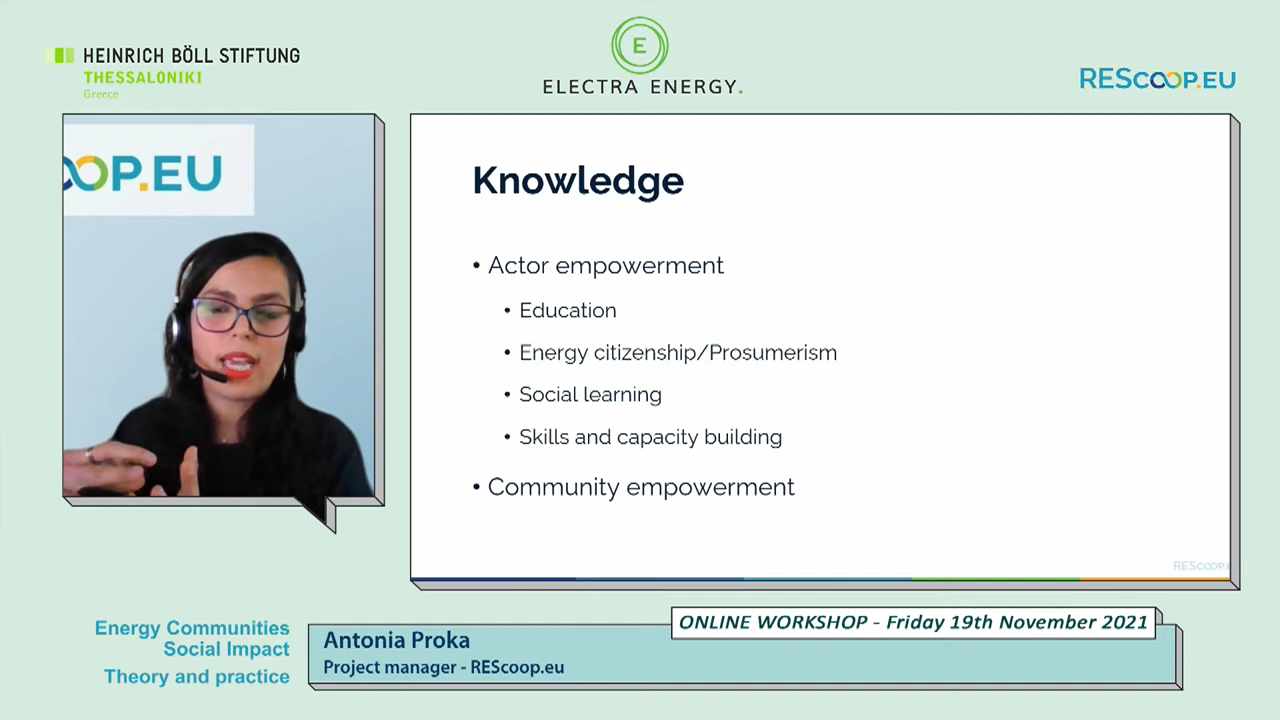 HEINRICH BÖLL STIFTUNG
THESSALONIKI
Greece
E
ELECTRA ENERGY.
REScoop.EU
OOP.EU
Knowledge
• Actor empowerment
• Education
• Energy citizenship/Prosumerism
• Social learning
• Skills and capacity building
• Community empowerment
REScoop.
Energy Communities
Social Impact
Theory and practice
ONLINE WORKSHOP - Friday 19th November 2021
Antonia Proka
Project manager - REScoop.eu